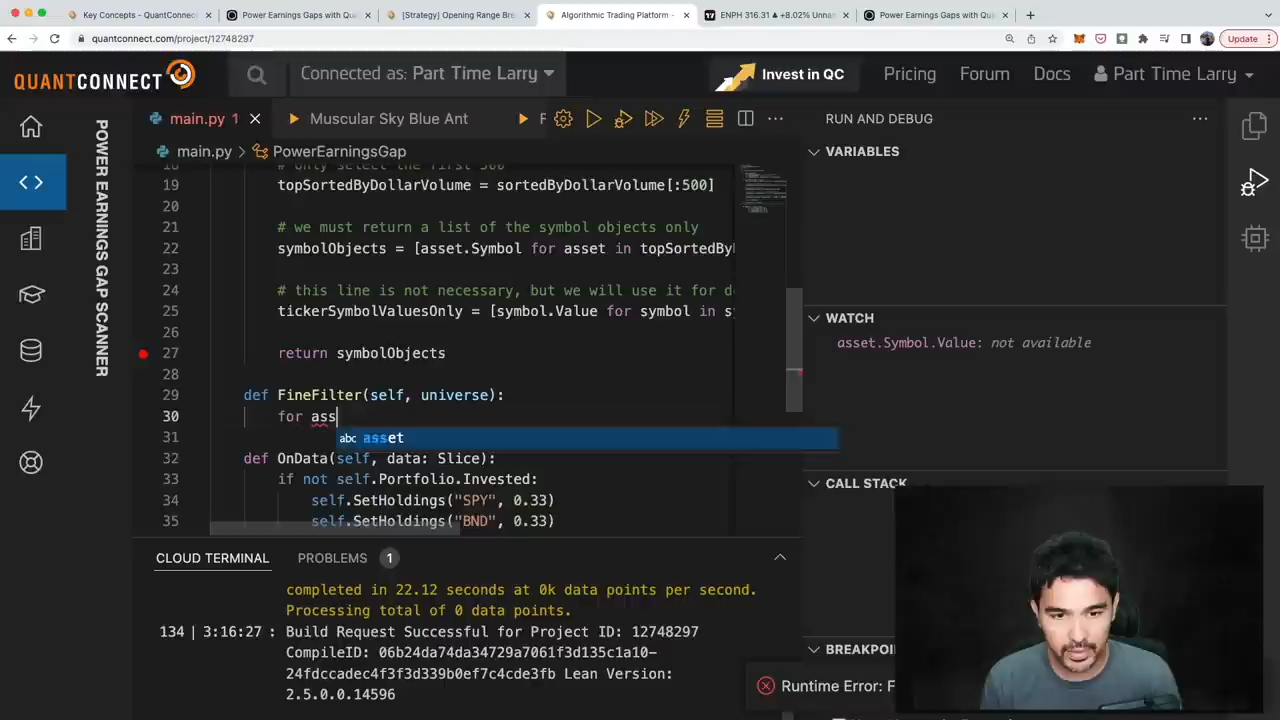 Key Concepts - QuantConnect
Power Earnings Gaps with Qu
[Strategy] Opening Range Bre
Algorithmic Trading Platform -
ENPH 316.31 ▲ +8.02% Unna
Power Earnings Gaps with Qu
quantconnect.com/project/12748297
Update
QUANTCONNECT
Connected as: Part Time Larry
Invest in QC
Pricing
Forum
Docs
Part Time Larry
main.py 1
Muscular Sky Blue Ant
RUN AND DEBUG
main.py > PowerEarningsGap
VARIABLES
POWER EARNINGS GAP SCANNER
# only select the first 500
19 topSortedByDollarVolume = sortedByDollarVolume[:500]
20
21 # we must return a list of the symbol objects only
22 symbolObjects = [asset.Symbol for asset in topSortedBy
23
24 # this line is not necessary, but we will use it for d
25 tickerSymbolValuesOnly = [symbol.Value for symbol in s
26
27 return symbolObjects
28
29 def FineFilter(self, universe):
30 for ass
abc asset
31
32 def OnData(self, data: Slice):
33 if not self.Portfolio.Invested:
34 self.SetHoldings("SPY", 0.33)
35 self.SetHoldings("BND", 0.33)
WATCH
asset.Symbol.Value: not available
CALL STACK
CLOUD TERMINAL
PROBLEMS 1
completed in 22.12 seconds at 0k data points per second.
Processing total of 0 data points.
134 | 3:16:27 : Build Request Successful for Project ID: 12748297
CompileID: 06b24da74da34729a7061f3d135c1a10-
24fdccadec4f3f3d339b0ef7c4cde3fb Lean Version:
2.5.0.0.14596
BREAKPOI
Runtime Error: F